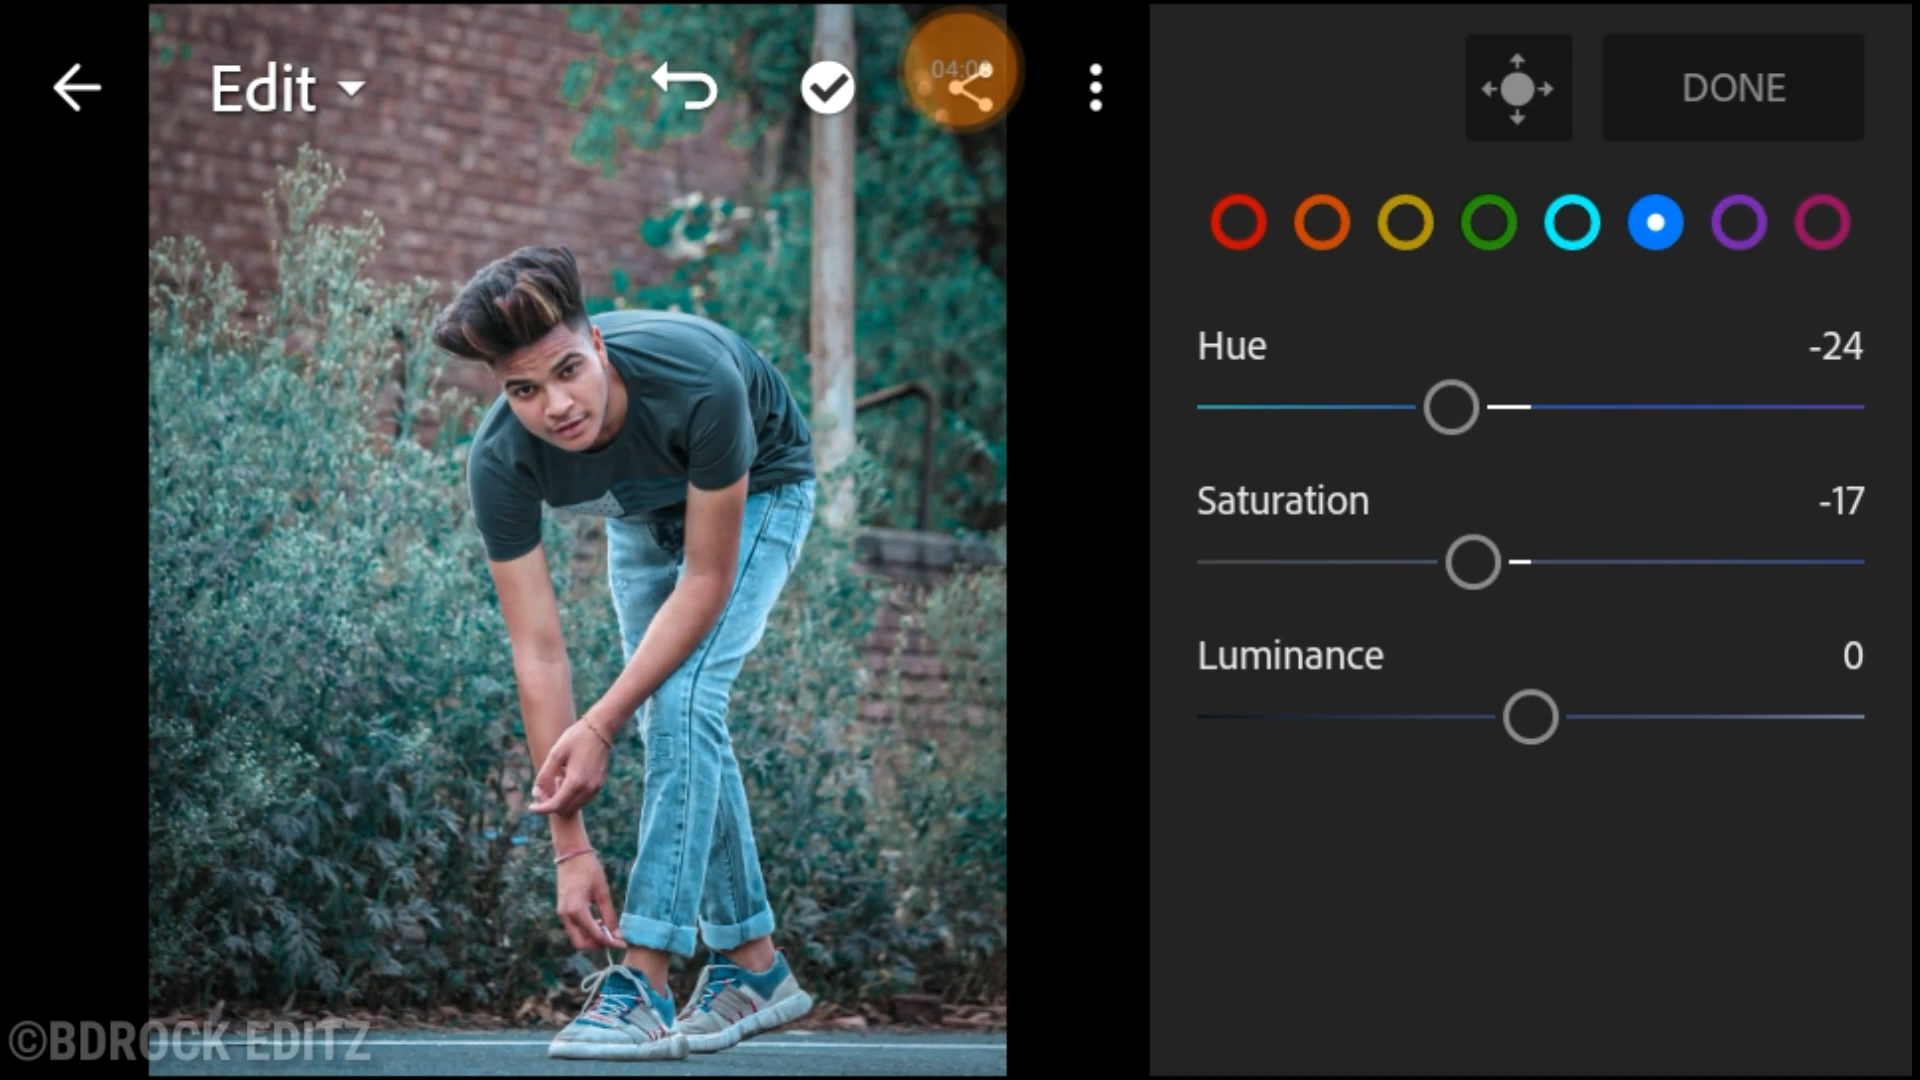 Edit
04:08
DONE
Hue
-24
Saturation
-17
Luminance
0
©BDROCK EDITZ